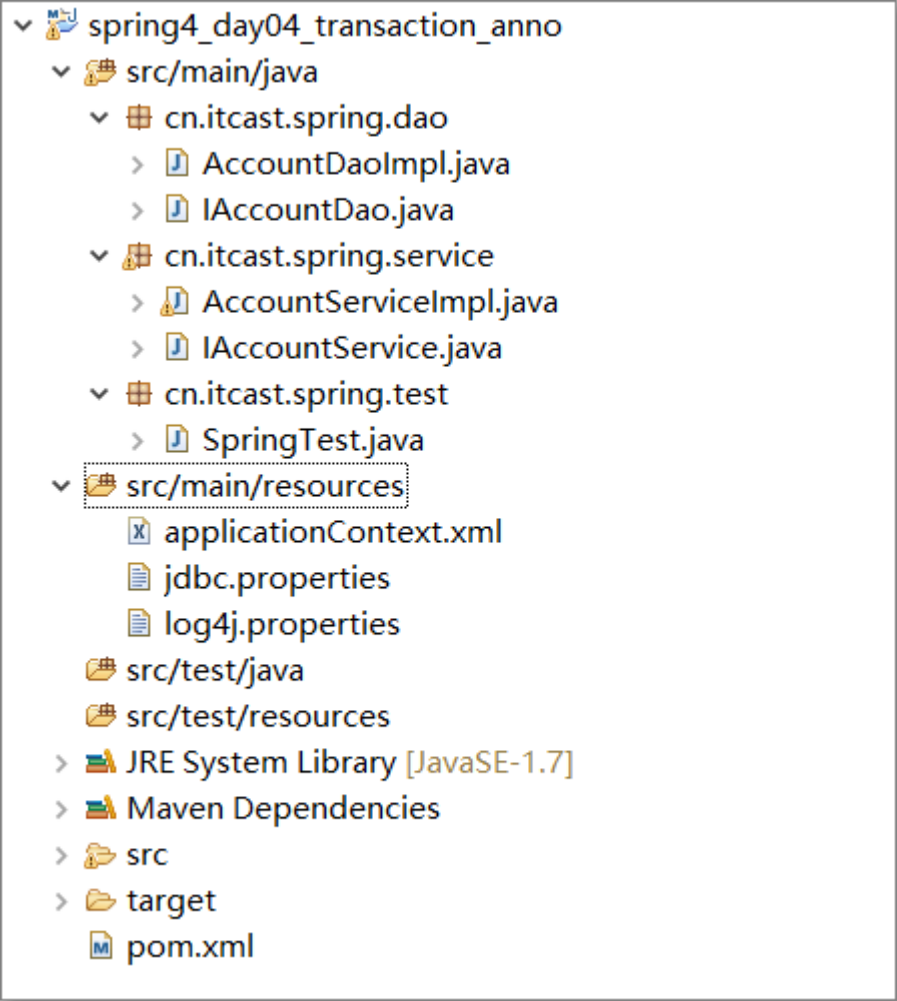 spring4_day04_transaction_anno
src/main/java
cn.itcast.spring.dao
AccountDaoImpl.java
IAccountDao.java
cn.itcast.spring.service
AccountServiceImpl.java
IAccountService.java
cn.itcast.spring.test
SpringTest.java
src/main/resources
applicationContext.xml
jdbc.properties
log4j.properties
src/test/java
src/test/resources
JRE System Library [JavaSE-1.7]
Maven Dependencies
src
target
pom.xml